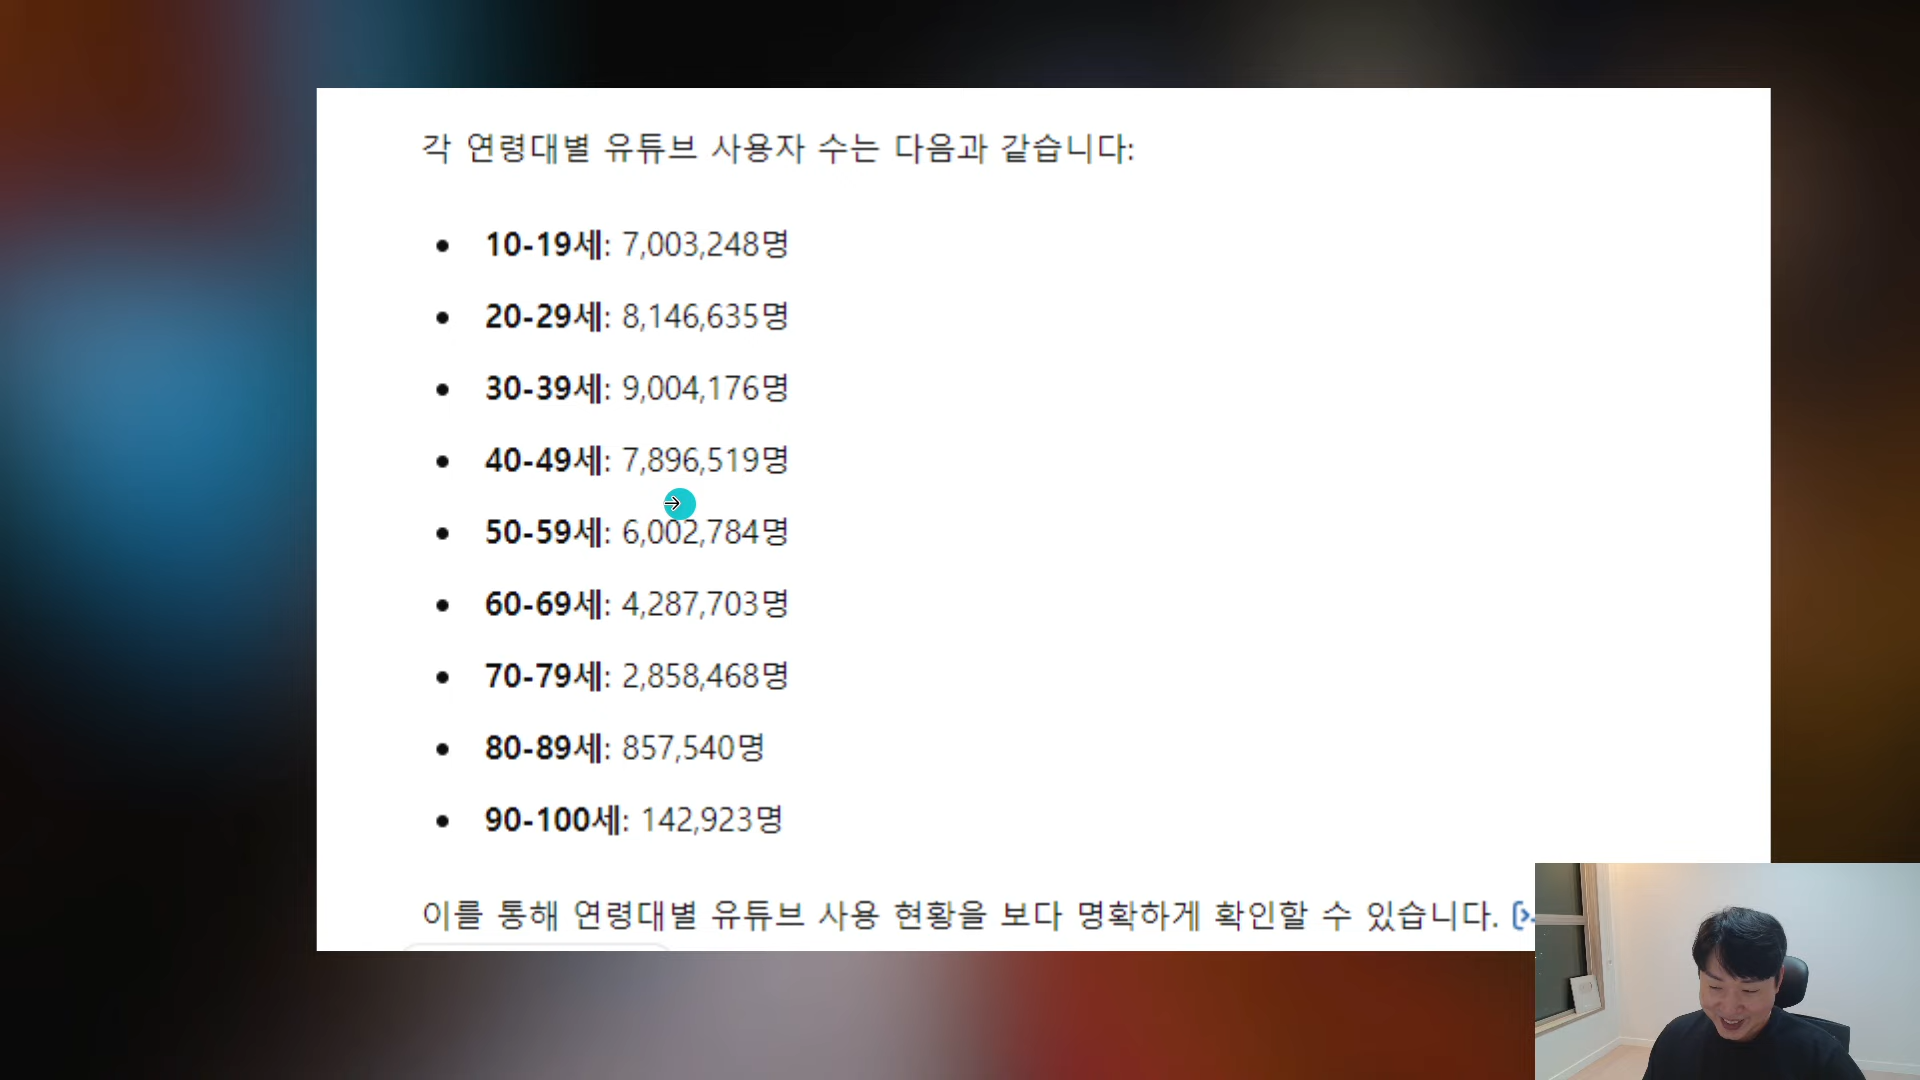 각 연령대별 유튜브 사용자 수는 다음과 같습니다:
10-19세: 7,003,248명
20-29세: 8,146,635명
30-39세: 9,004,176명
40-49세: 7,896,519명
50-59세: 6,002,784명
60-69세: 4,287,703명
70-79세: 2,858,468명
80-89세: 857,540명
90-100세: 142,923명
이를 통해 연령대별 유튜브 사용 현황을 보다 명확하게 확인할 수 있습니다.